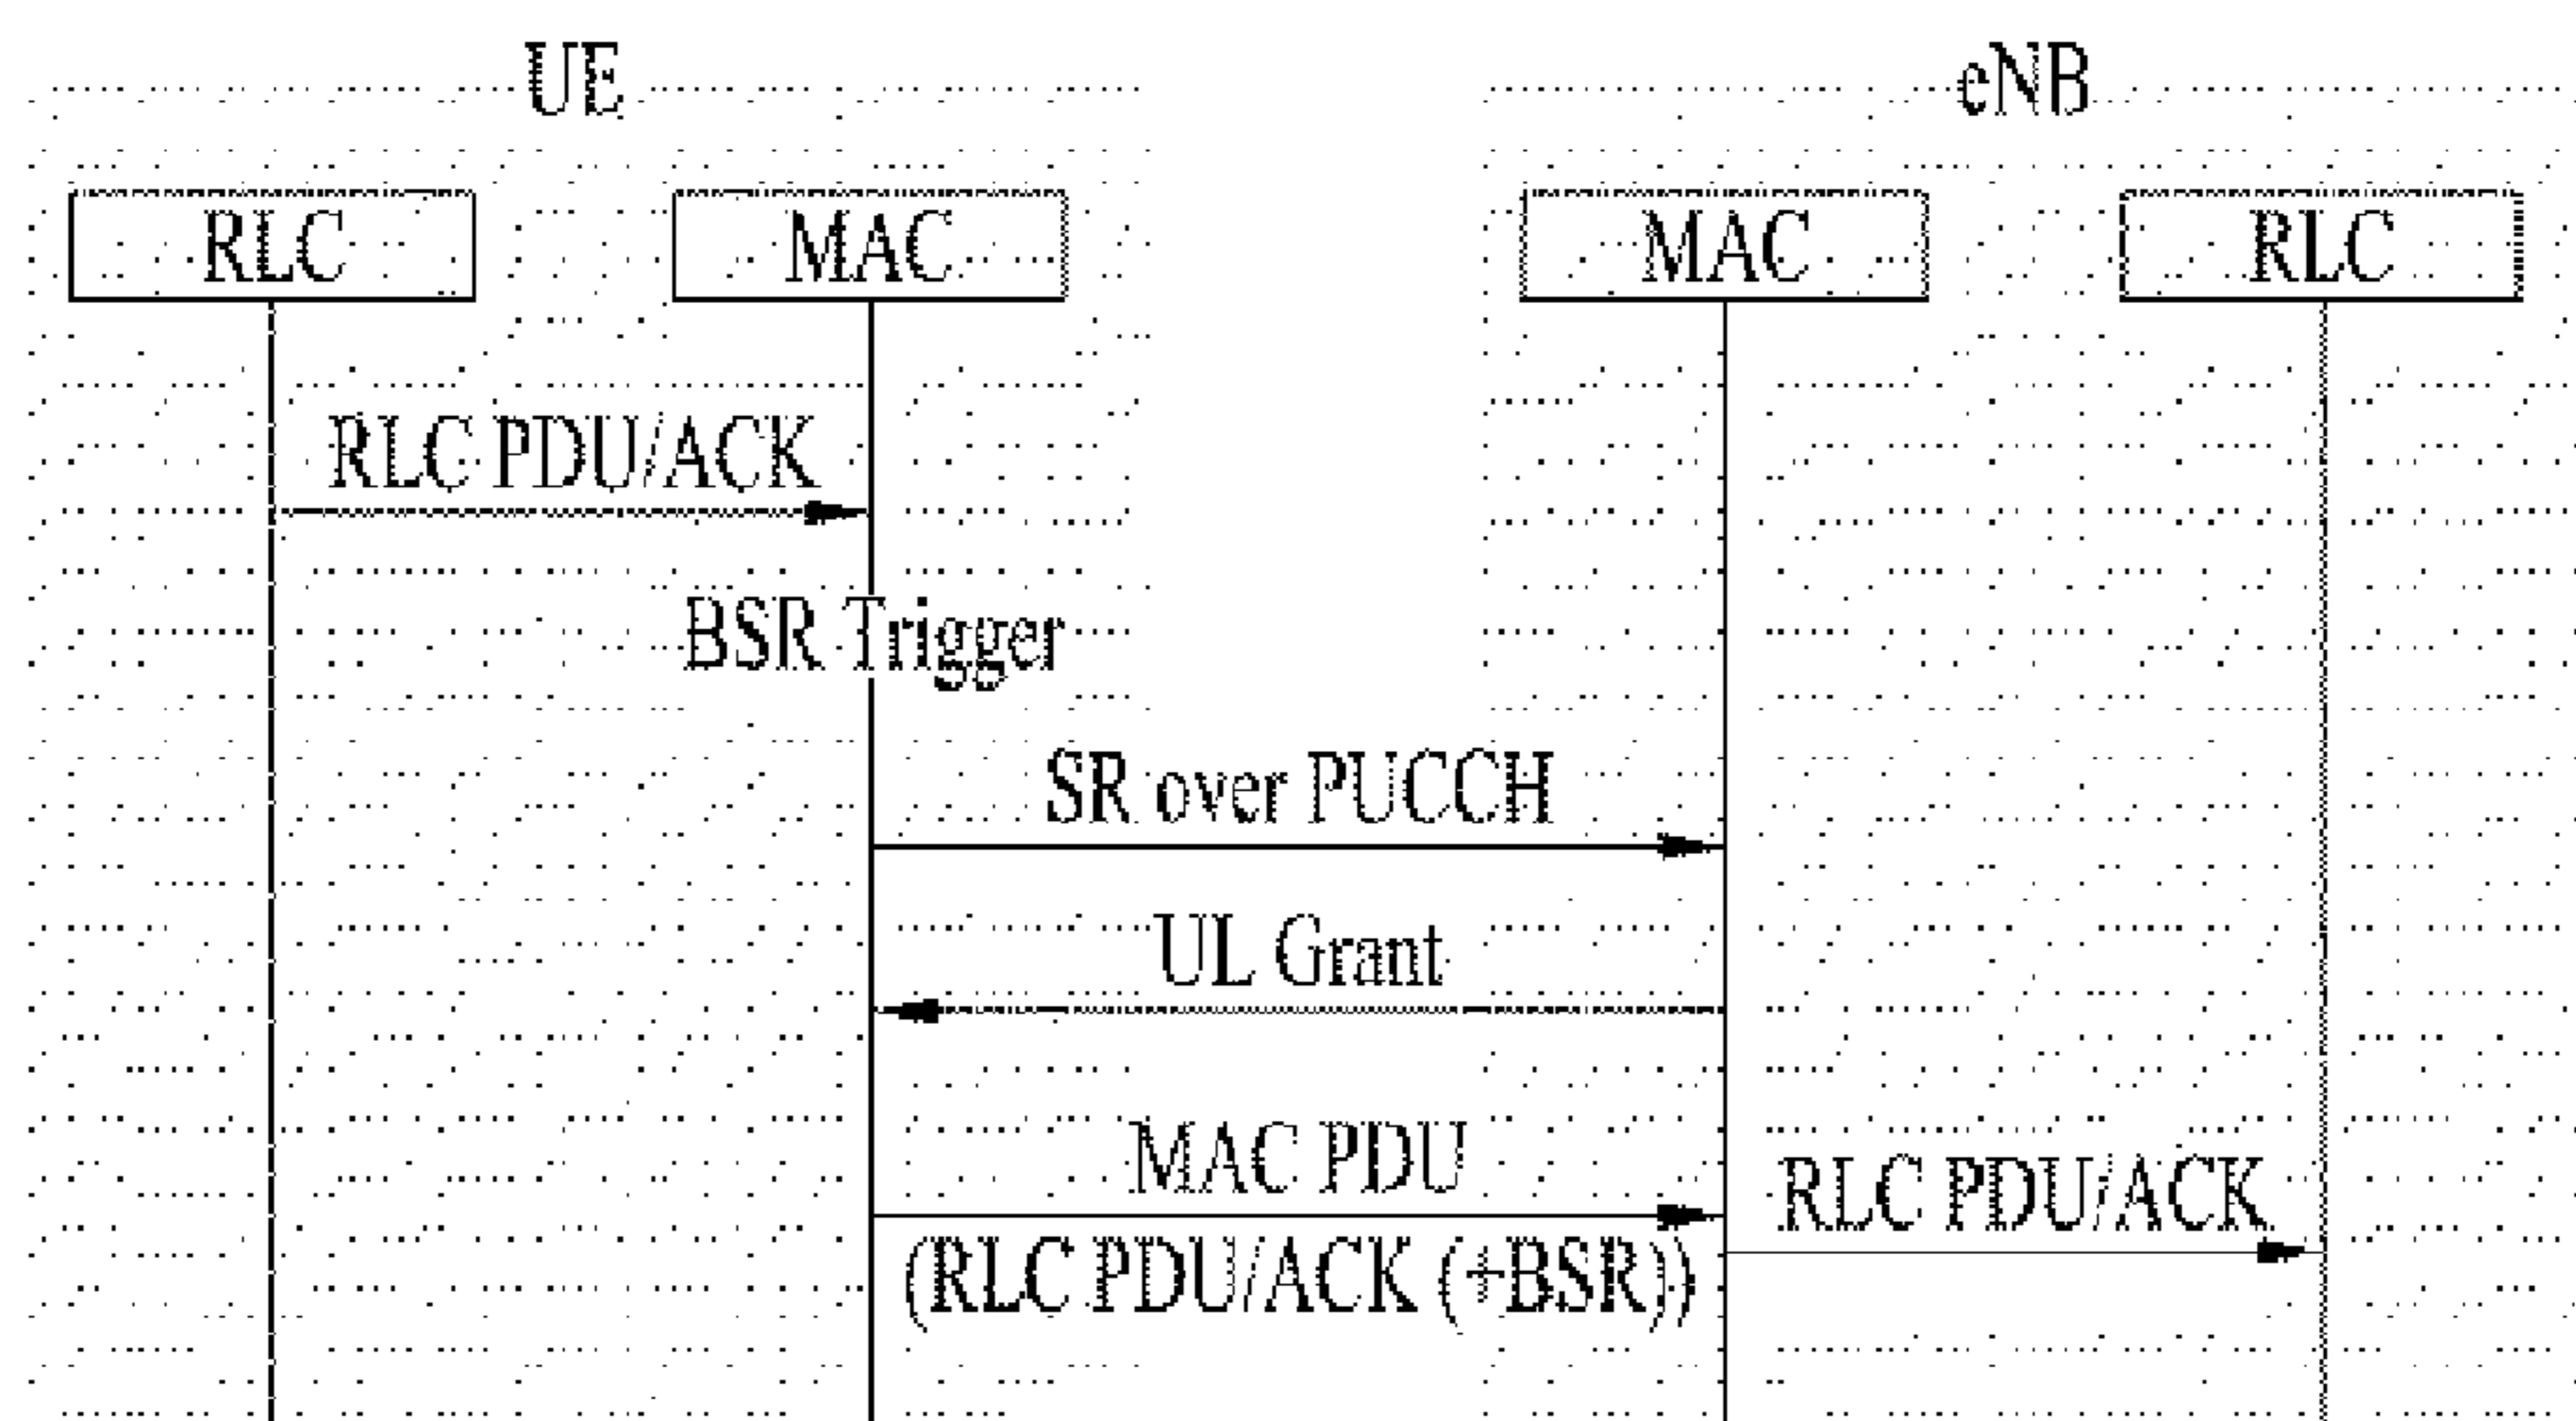 UE
eNB
RLC
MAC
MAC
RLC
RLC PDU/ACK
BSR Trigger
SR over PUCCH
UL Grant
MAC PDU
RLC PDU/ACK
(RLC PDU/ACK (+BSR))